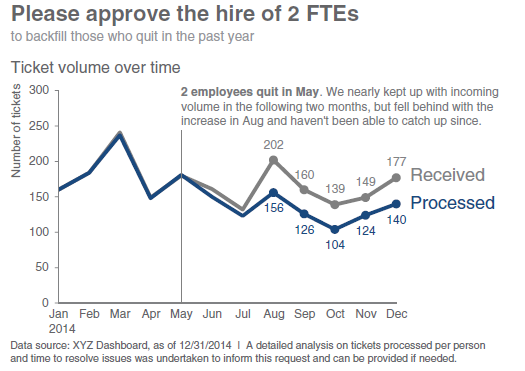 Please approve the hire of 2 FTEs
to backfill those who quit in the past year
Ticket volume over time
Number of tickets
300
250
200
150
100
50
0
2 employees quit in May. We nearly kept up with incoming
volume in the following two months, but fell behind with the
increase in Aug and haven't been able to catch up since.
202
160
139
149
177
Received
156
126
104
124
140
Processed
Jan Feb Mar Apr May Jun Jul Aug Sep Oct Nov Dec
2014
Data source: XYZ Dashboard, as of 12/31/2014 | A detailed analysis on tickets processed per person
and time to resolve issues was undertaken to inform this request and can be provided if needed.